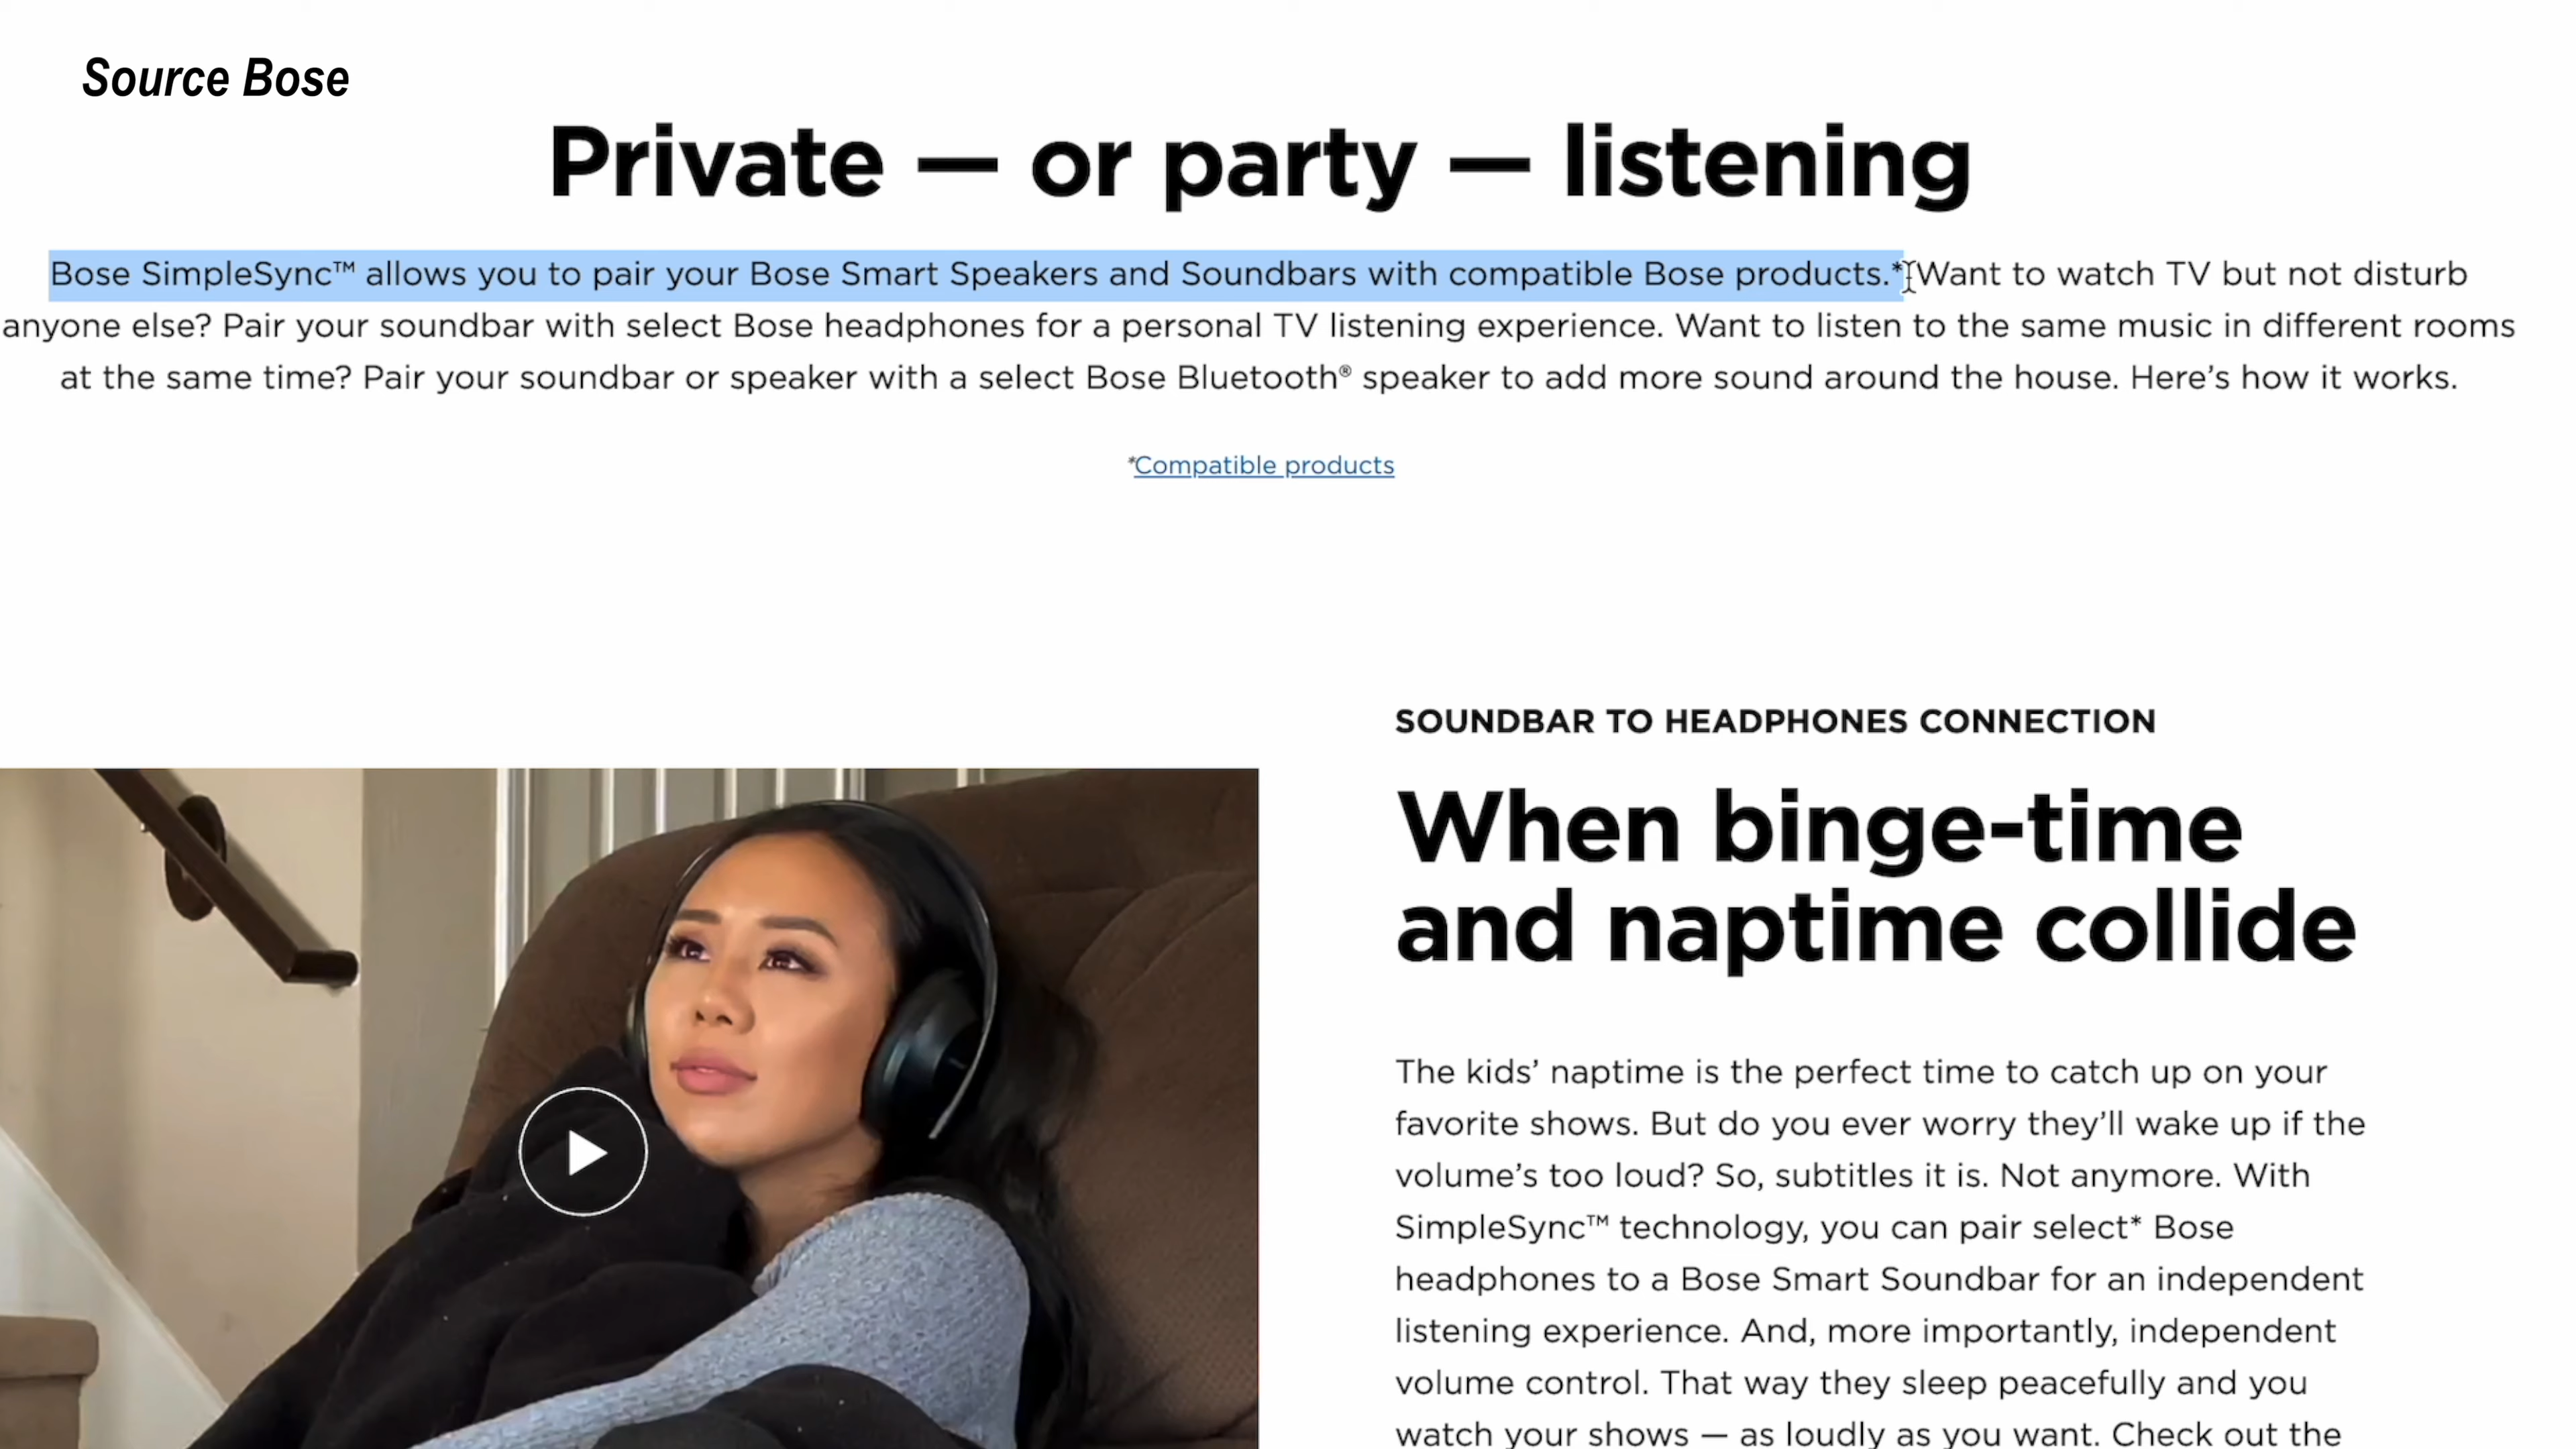 Source Bose
Private — or party — listening
Bose SimpleSync™ allows you to pair your Bose Smart Speakers and Soundbars with compatible Bose products.* Want to watch TV but not disturb
anyone else? Pair your soundbar with select Bose headphones for a personal TV listening experience. Want to listen to the same music in different rooms
at the same time? Pair your soundbar or speaker with a select Bose Bluetooth® speaker to add more sound around the house. Here’s how it works.
*Compatible products
SOUNDBAR TO HEADPHONES CONNECTION
When binge-time
and naptime collide
The kids’ naptime is the perfect time to catch up on your
favorite shows. But do you ever worry they’ll wake up if the
volume’s too loud? So, subtitles it is. Not anymore. With
SimpleSync™ technology, you can pair select* Bose
headphones to a Bose Smart Soundbar for an independent
listening experience. And, more importantly, independent
volume control. That way they sleep peacefully and you
watch your shows — as loudly as you want. Check out the